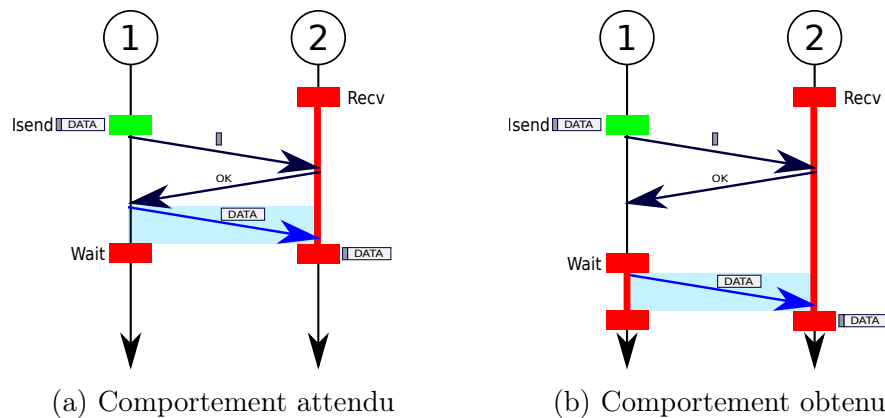 1
2
Recv
Isend
DATA
OK
DATA
Wait
DATA
(a) Comportement attendu
1
2
Recv
Isend
DATA
OK
Wait
DATA
DATA
(b) Comportement obtenu